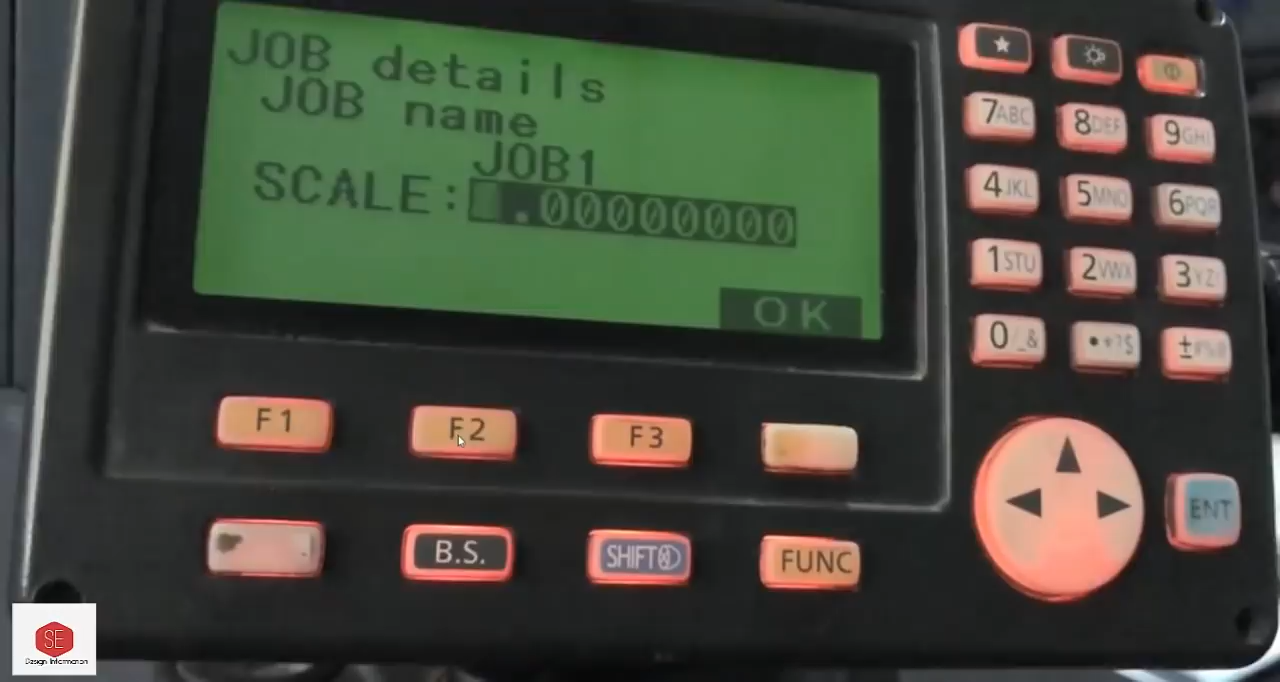 JOB details
JOB name
JOB1
SCALE: .00000000
OK
7ABC 8DEF 9GHI
4JKL 5MNO 6PQR
1STU 2VWX 3YZ
0/_& •*?$ ±#%@
F1 F2 F3
B.S. SHIFT FUNC
ENT
SE
Design Information